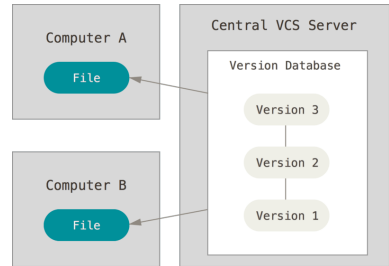 Computer A
File
Computer B
File
Central VCS Server
Version Database
Version 3
Version 2
Version 1